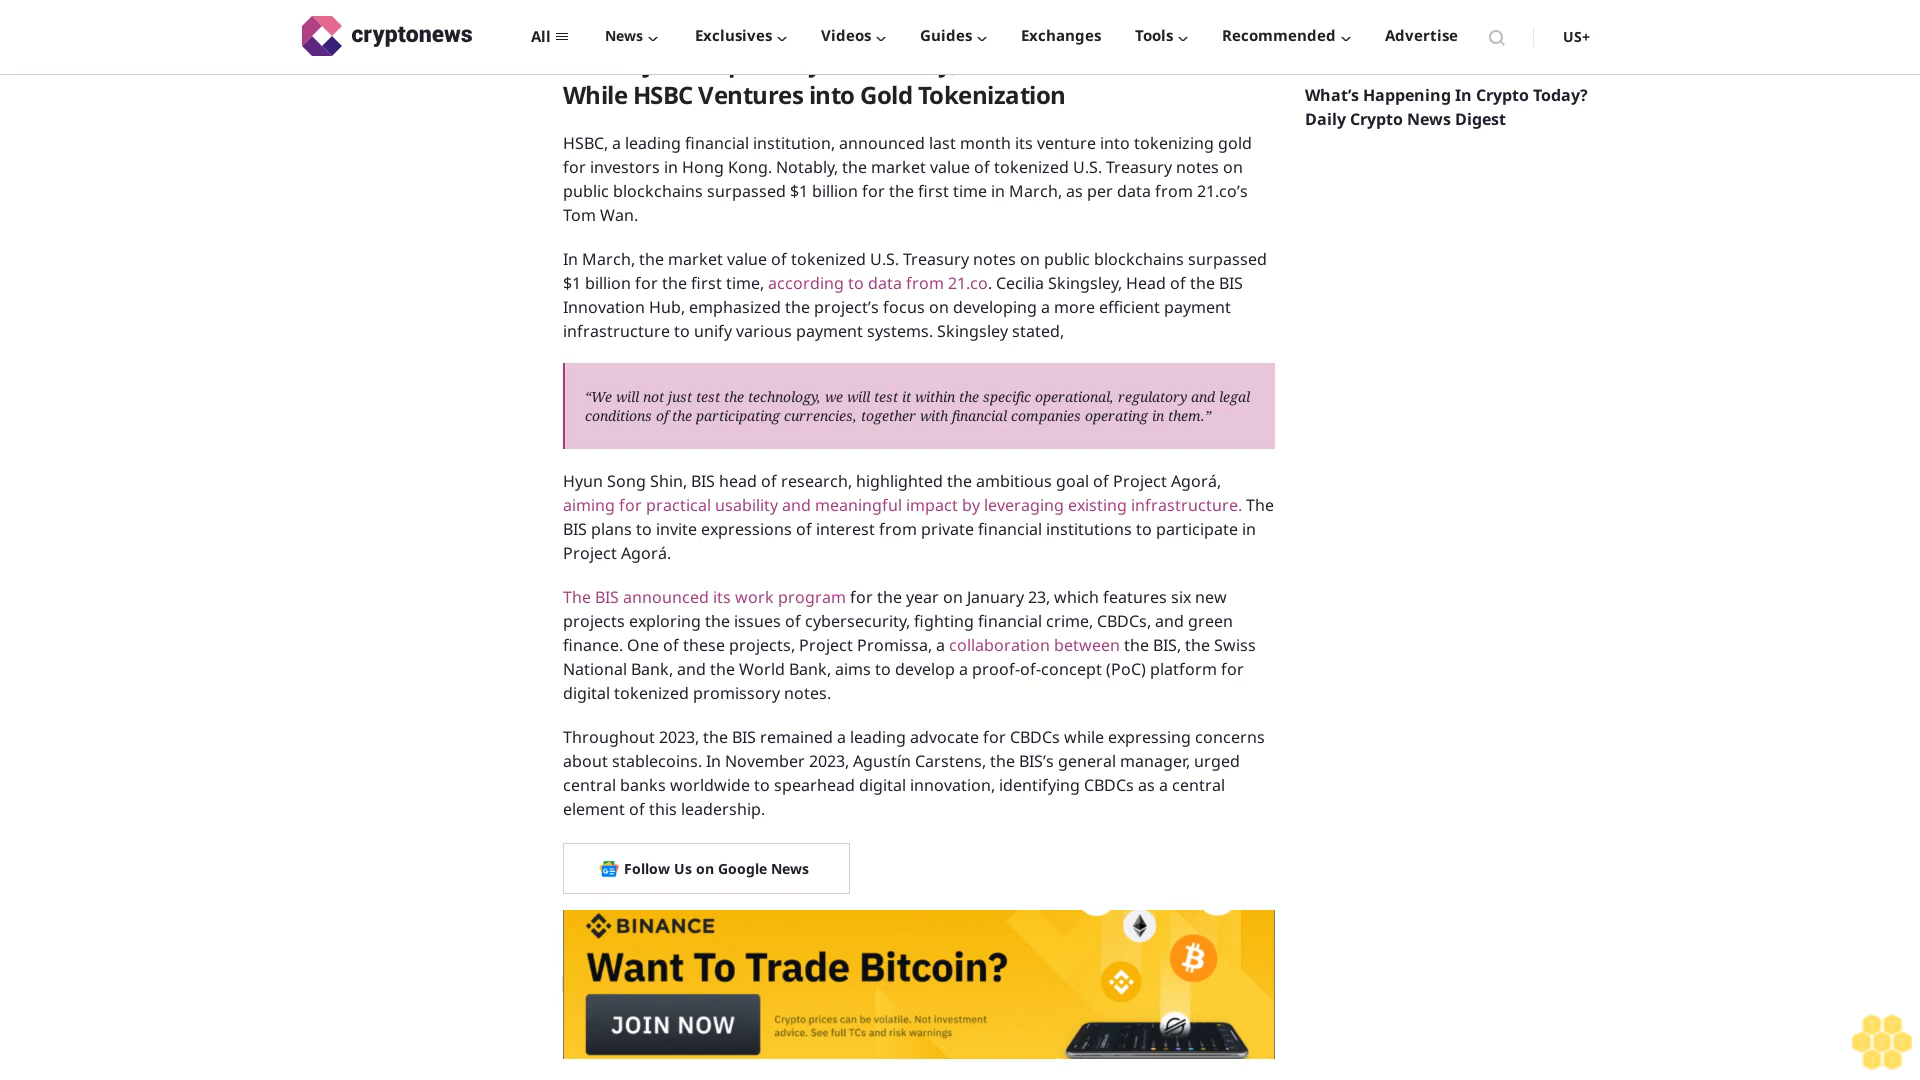 cryptonews
All
News
Exclusives
Videos
Guides
Exchanges
Tools
Recommended
Advertise
US+
While HSBC Ventures into Gold Tokenization
HSBC, a leading financial institution, announced last month its venture into tokenizing gold
for investors in Hong Kong. Notably, the market value of tokenized U.S. Treasury notes on
public blockchains surpassed $1 billion for the first time in March, as per data from 21.co’s
Tom Wan.
In March, the market value of tokenized U.S. Treasury notes on public blockchains surpassed
$1 billion for the first time, according to data from 21.co. Cecilia Skingsley, Head of the BIS
Innovation Hub, emphasized the project’s focus on developing a more efficient payment
infrastructure to unify various payment systems. Skingsley stated,
“We will not just test the technology, we will test it within the specific operational, regulatory and legal
conditions of the participating currencies, together with financial companies operating in them.”
Hyun Song Shin, BIS head of research, highlighted the ambitious goal of Project Agorá,
aiming for practical usability and meaningful impact by leveraging existing infrastructure. The
BIS plans to invite expressions of interest from private financial institutions to participate in
Project Agorá.
The BIS announced its work program for the year on January 23, which features six new
projects exploring the issues of cybersecurity, fighting financial crime, CBDCs, and green
finance. One of these projects, Project Promissa, a collaboration between the BIS, the Swiss
National Bank, and the World Bank, aims to develop a proof-of-concept (PoC) platform for
digital tokenized promissory notes.
Throughout 2023, the BIS remained a leading advocate for CBDCs while expressing concerns
about stablecoins. In November 2023, Agustín Carstens, the BIS’s general manager, urged
central banks worldwide to spearhead digital innovation, identifying CBDCs as a central
element of this leadership.
Follow Us on Google News
BINANCE
Want To Trade Bitcoin?
JOIN NOW
Crypto prices can be volatile. Not investment
advice. See full TCs and risk warnings
What’s Happening In Crypto Today?
Daily Crypto News Digest